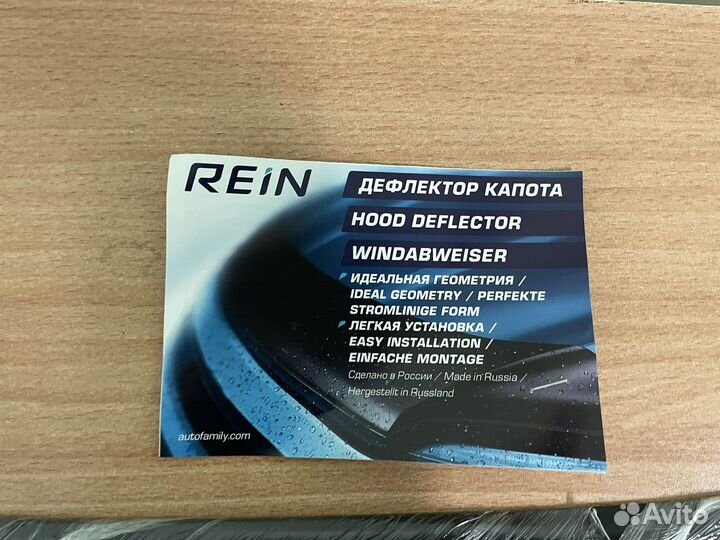 REIN
ДЕФЛЕКТОР КАПОТА
HOOD DEFLECTOR
WINDABWEISER
ИДЕАЛЬНАЯ ГЕОМЕТРИЯ /
IDEAL GEOMETRY / PERFEKTE
STROMLINIGE FORM
ЛЕГКАЯ УСТАНОВКА /
EASY INSTALLATION /
EINFACHE MONTAGE
Сделано в России / Made in Russia /
Hergestellt in Russland
autofamily.com
Avito